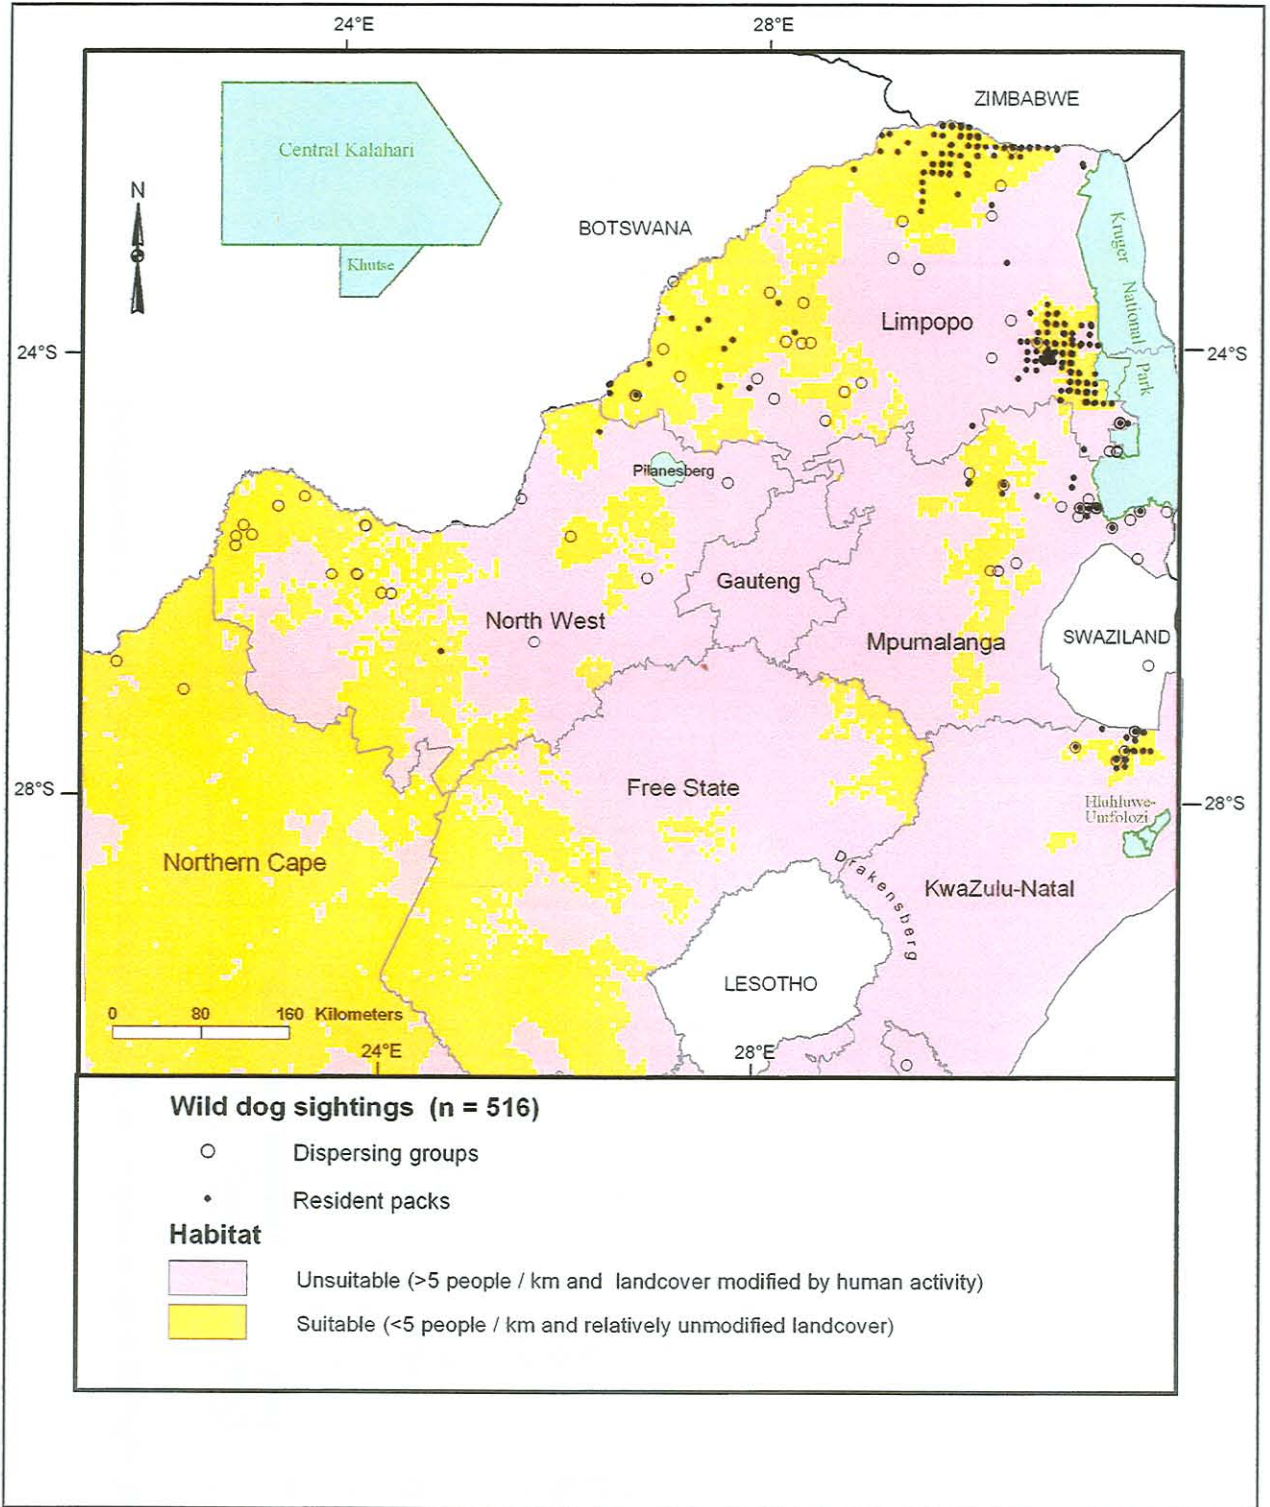 24°E
28°E
ZIMBABWE
Central Kalahari
N
BOTSWANA
Khutse
Kruger National Park
Limpopo
24°S
24°S
Pilanesberg
Gauteng
North West
Mpumalanga
SWAZILAND
Free State
28°S
28°S
Hluhluwe-
Umfolozi
Northern Cape
Drakensberg
KwaZulu-Natal
LESOTHO
0 80 160 Kilometers
24°E
28°E
Wild dog sightings (n = 516)
Dispersing groups
Resident packs
Habitat
Unsuitable (>5 people / km and landcover modified by human activity)
Suitable (<5 people / km and relatively unmodified landcover)